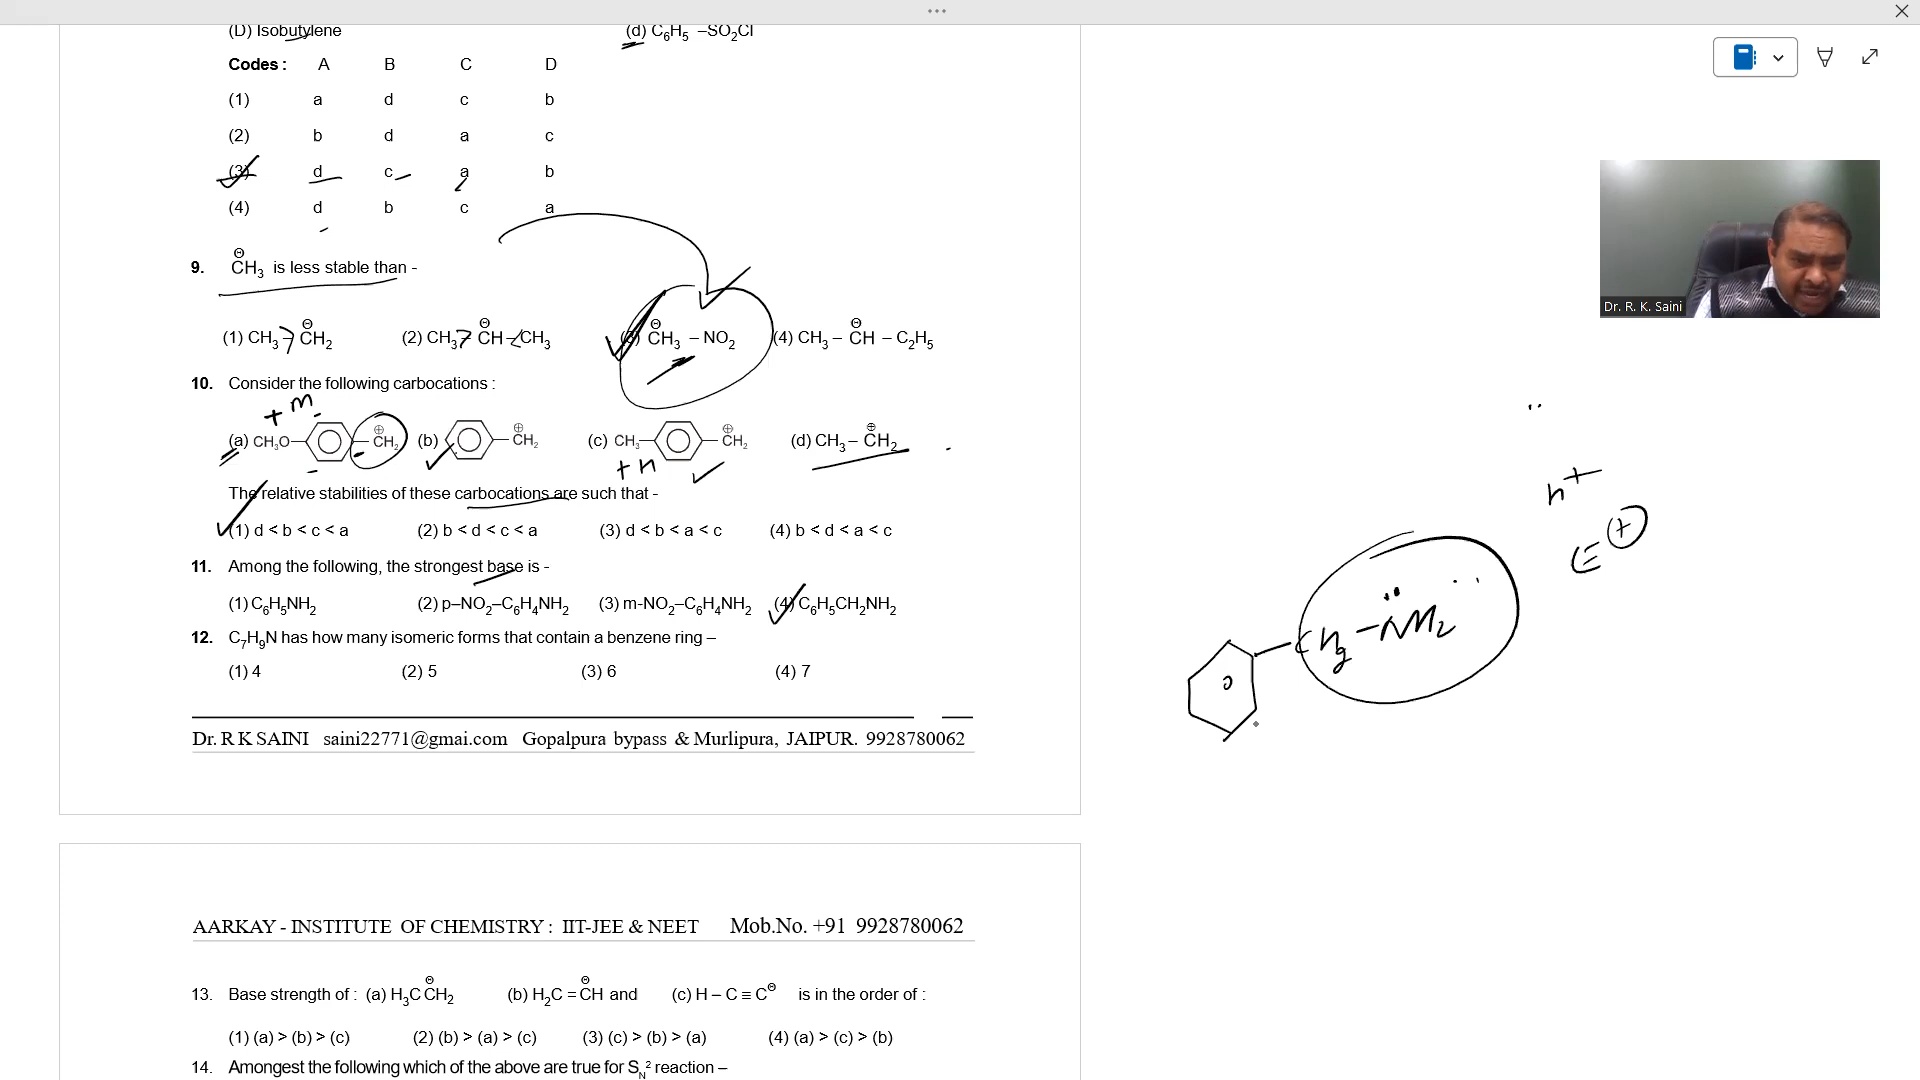 (D) Isobutylene (d) C₆H₅ –SO₂Cl
Codes : A B C D
(1) a d c b
(2) b d a c
(3) d c a b
(4) d b c a
9. CH₃ is less stable than -
⊖
(1) CH₃ – CH₂ (2) CH₃ – CH – CH₃ (3) CH₃ – NO₂ (4) CH₃ – CH – C₂H₅
⊖ ⊖ ⊖ ⊖
10. Consider the following carbocations :
+m
(a) CH₃O– –CH₂ (b) –CH₂ (c) CH₃– –CH₂ (d) CH₃– CH₂
⊕ ⊕ ⊕ ⊕
The relative stabilities of these carbocations are such that -
(1) d < b < c < a (2) b < d < c < a (3) d < b < a < c (4) b < d < a < c
11. Among the following, the strongest base is -
(1) C₆H₅NH₂ (2) p–NO₂–C₆H₄NH₂ (3) m-NO₂–C₆H₄NH₂ (4) C₆H₅CH₂NH₂
12. C₇H₉N has how many isomeric forms that contain a benzene ring –
(1) 4 (2) 5 (3) 6 (4) 7
Dr. R K SAINI saini22771@gmai.com Gopalpura bypass & Murlipura, JAIPUR. 9928780062
AARKAY - INSTITUTE OF CHEMISTRY : IIT-JEE & NEET Mob.No. +91 9928780062
13. Base strength of : (a) H₃C CH₂ (b) H₂C = CH and (c) H – C ≡ C⊖ is in the order of :
⊖ ⊖
(1) (a) > (b) > (c) (2) (b) > (a) > (c) (3) (c) > (b) > (a) (4) (a) > (c) > (b)
14. Amongest the following which of the above are true for S_N² reaction –
Dr. R. K. Saini
E⊕
–NH₂